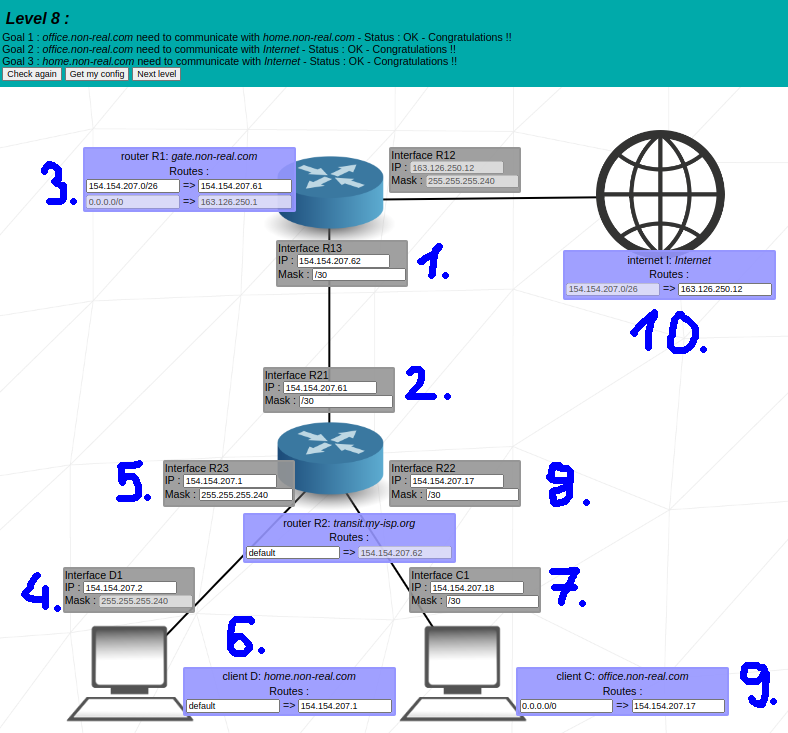 Level 8 :
Goal 1 : office.non-real.com need to communicate with home.non-real.com - Status : OK - Congratulations !!
Goal 2 : office.non-real.com need to communicate with Internet - Status : OK - Congratulations !!
Goal 3 : home.non-real.com need to communicate with Internet - Status : OK - Congratulations !!
Check again Get my config Next level
router R1: gate.non-real.com
Routes :
154.154.207.0/26 => 154.154.207.61
0.0.0.0/0 => 163.126.250.1
3.
Interface R12
IP : 163.126.250.12
Mask : 255.255.255.240
Interface R13
IP : 154.154.207.62
Mask : /30
1.
internet I: Internet
Routes :
154.154.207.0/26 => 163.126.250.12
10.
Interface R21
IP : 154.154.207.61
Mask : /30
2.
Interface R23
IP : 154.154.207.1
Mask : 255.255.255.240
5.
Interface R22
IP : 154.154.207.17
Mask : /30
8.
router R2: transit.my-isp.org
Routes :
default => 154.154.207.62
Interface D1
IP : 154.154.207.2
Mask : 255.255.255.240
4.
Interface C1
IP : 154.154.207.18
Mask : /30
7.
6.
client D: home.non-real.com
Routes :
default => 154.154.207.1
client C: office.non-real.com
Routes :
0.0.0.0/0 => 154.154.207.17
9.